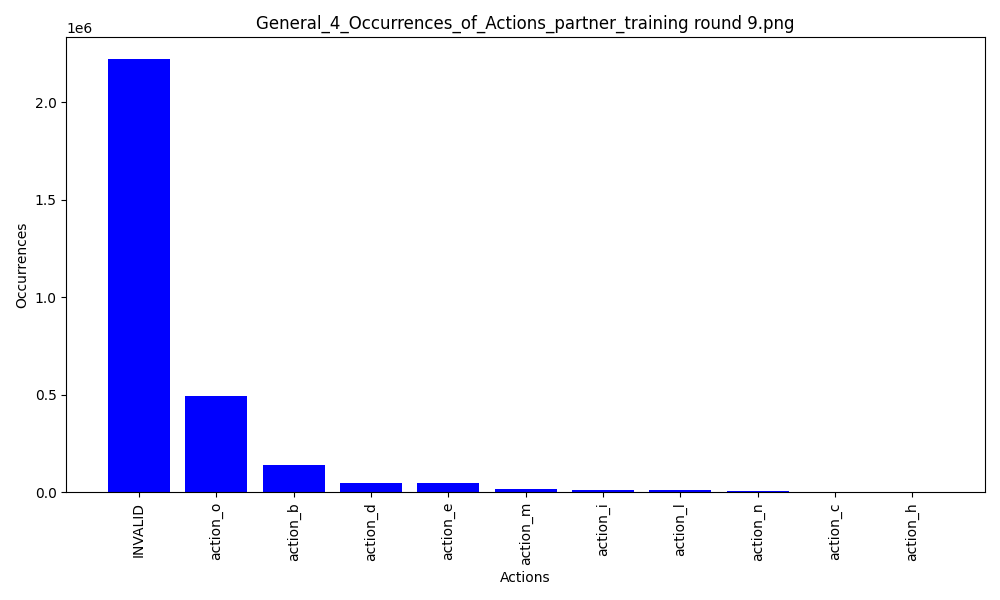 General_4_Occurrences_of_Actions_partner_training round 9.png
1e6
2.0
1.5
1.0
0.5
0.0
Occurrences
INVALID
action_o
action_b
action_d
action_e
action_m
action_i
action_l
action_n
action_c
action_h
Actions